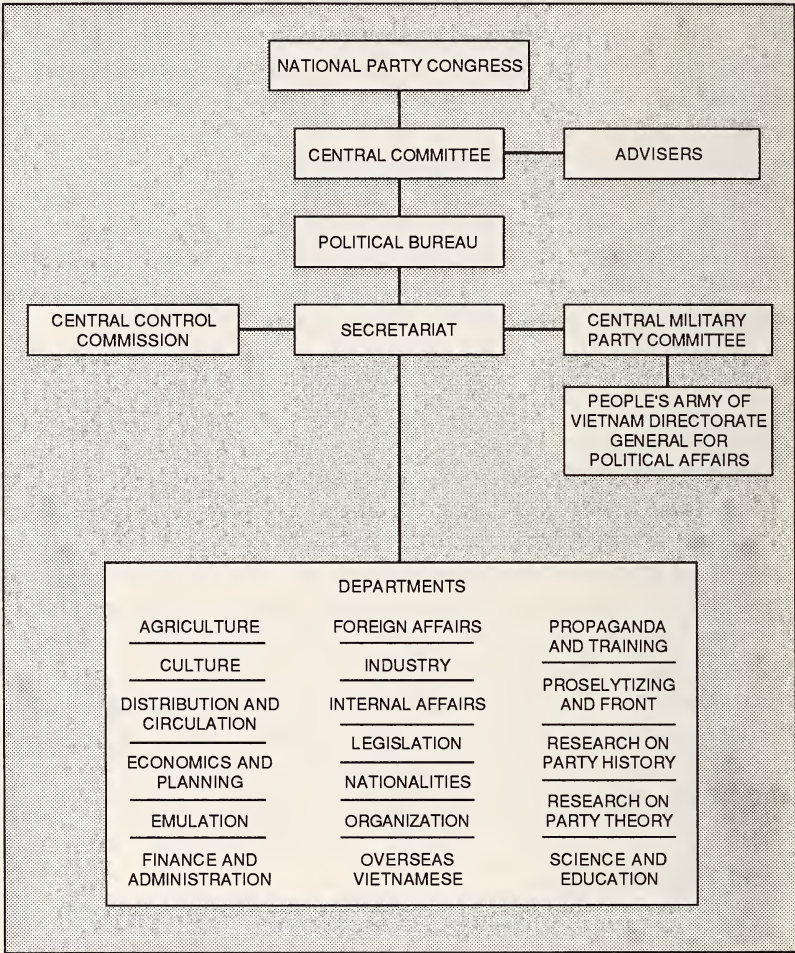 NATIONAL PARTY CONGRESS
CENTRAL COMMITTEE
ADVISERS
POLITICAL BUREAU
CENTRAL CONTROL
COMMISSION
SECRETARIAT
CENTRAL MILITARY
PARTY COMMITTEE
PEOPLE'S ARMY OF
VIETNAM DIRECTORATE
GENERAL FOR
POLITICAL AFFAIRS
DEPARTMENTS
AGRICULTURE
CULTURE
DISTRIBUTION AND
CIRCULATION
ECONOMICS AND
PLANNING
EMULATION
FINANCE AND
ADMINISTRATION
FOREIGN AFFAIRS
INDUSTRY
INTERNAL AFFAIRS
LEGISLATION
NATIONALITIES
ORGANIZATION
OVERSEAS
VIETNAMESE
PROPAGANDA
AND TRAINING
PROSELYTIZING
AND FRONT
RESEARCH ON
PARTY HISTORY
RESEARCH ON
PARTY THEORY
SCIENCE AND
EDUCATION